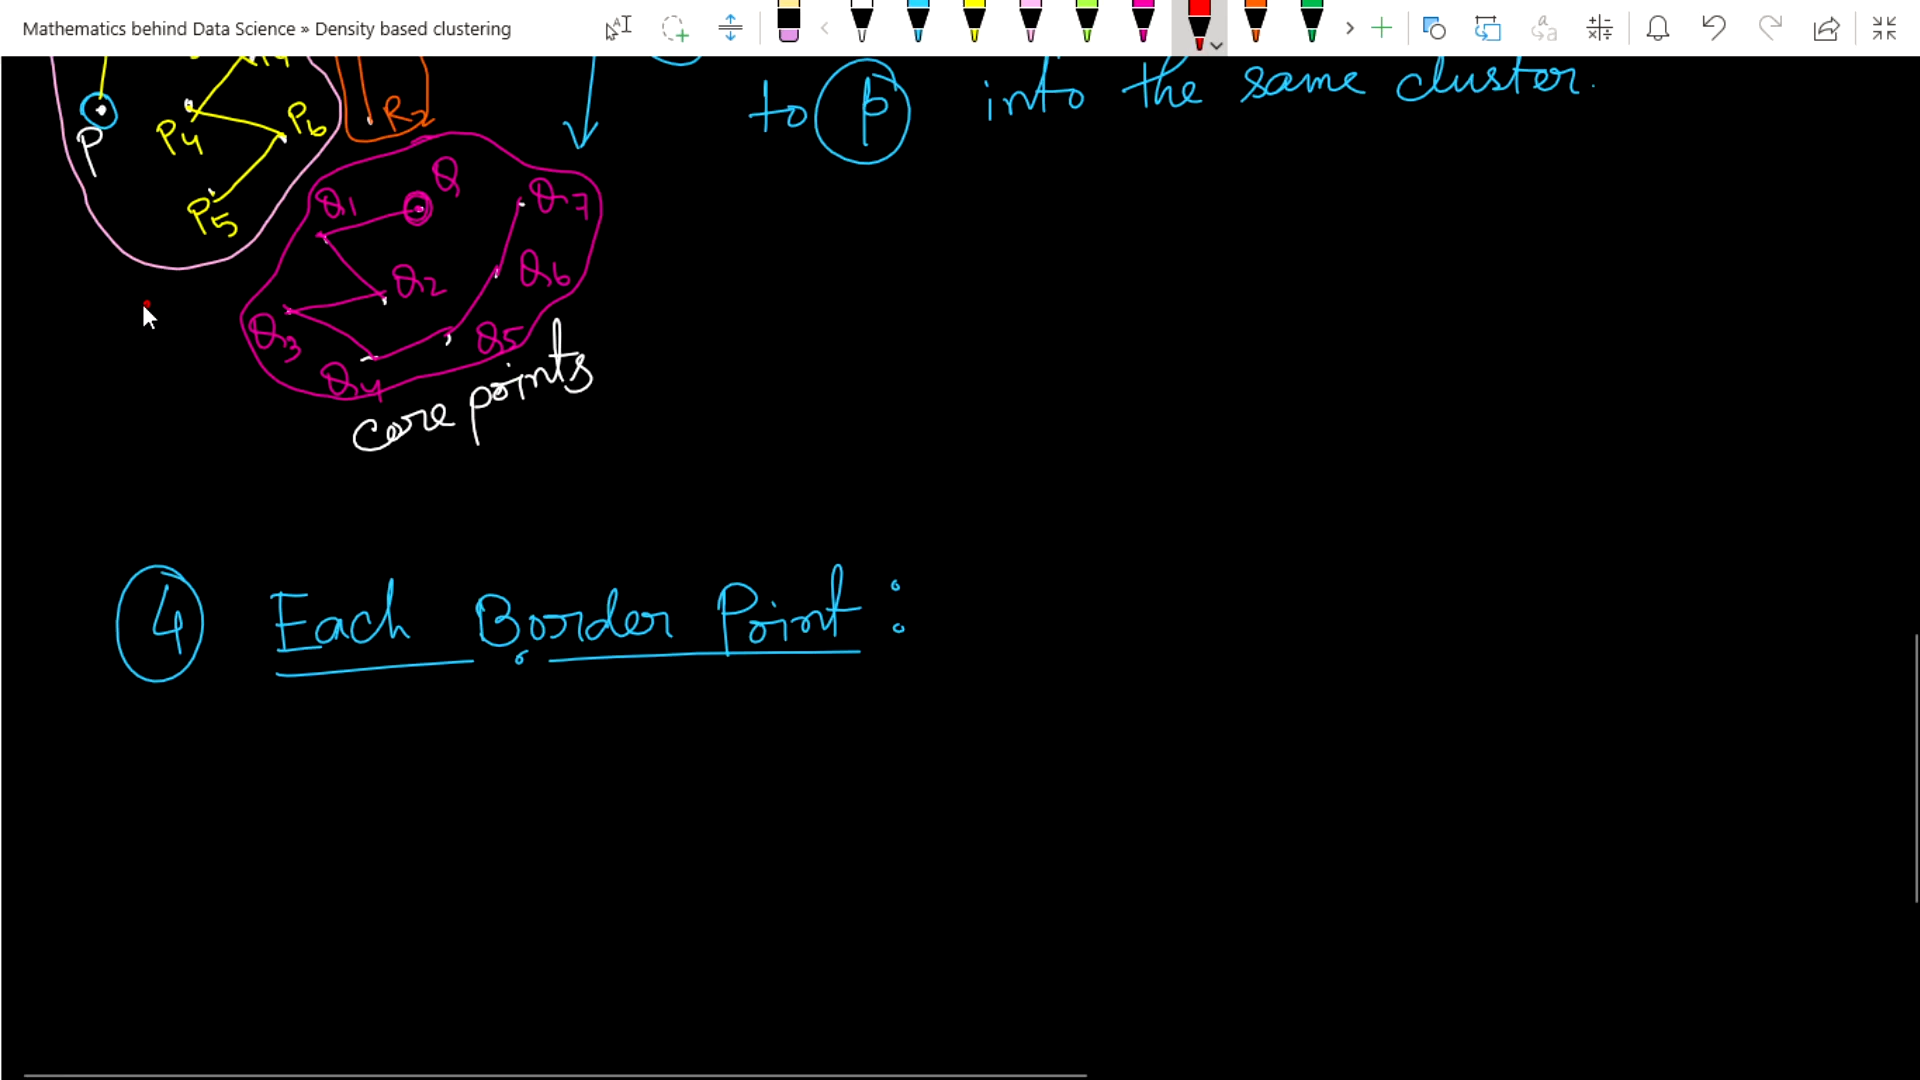 Mathematics behind Data Science » Density based clustering
to p into the same cluster.
P
P4
P6
P5
R2
Q
Q1
Q7
Q2
Q6
Q3
Q5
Q4
core points
4 Each Border Point :